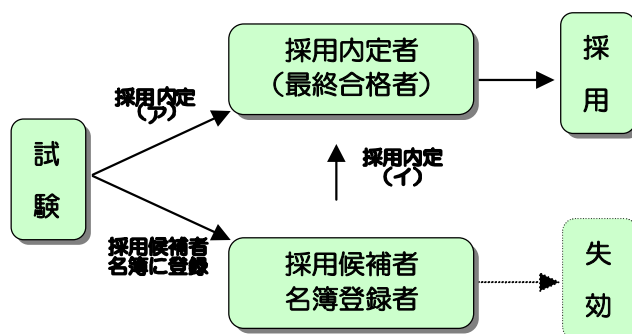 採用内定者
（最終合格者）
採
用
採用内定
（ア）
採用内定
（イ）
試
験
採用候補者
名簿に登録
採用候補者
名簿登録者
失
効